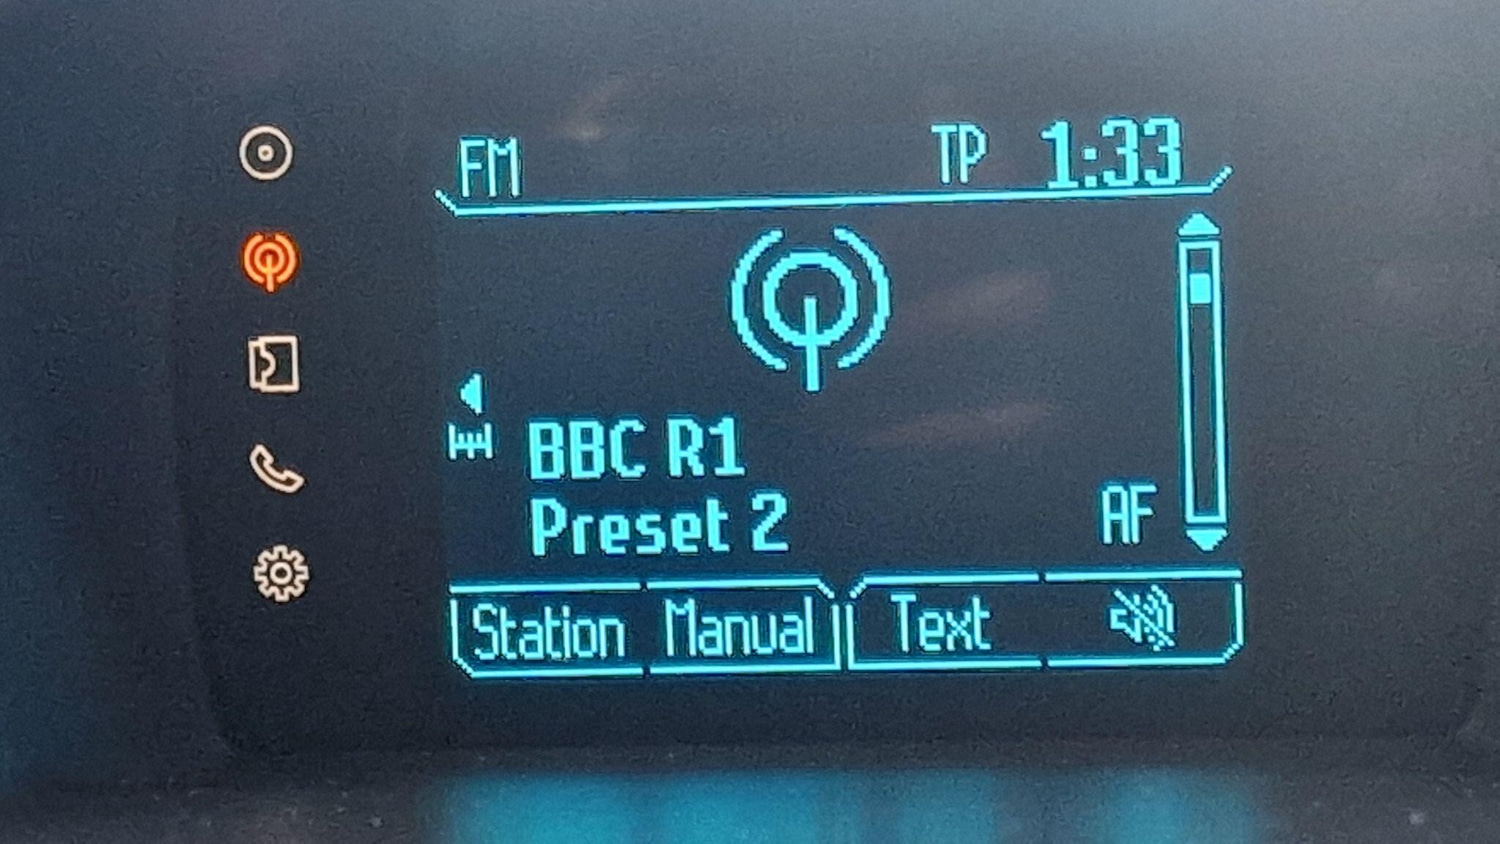 FM TP 1:33
BBC R1
Preset 2
AF
Station Manual Text